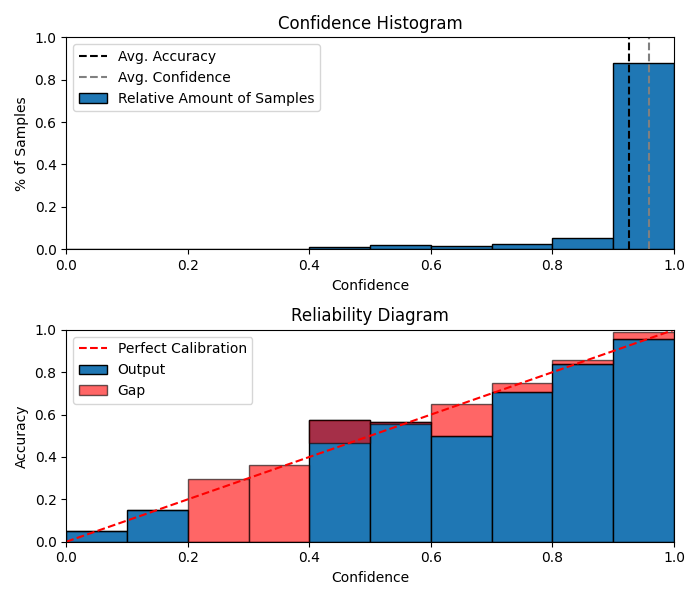 Confidence Histogram
1.0
0.8
0.6
0.4
0.2
0.0
% of Samples
Avg. Accuracy
Avg. Confidence
Relative Amount of Samples
0.0 0.2 0.4 0.6 0.8 1.0
Confidence
Reliability Diagram
1.0
0.8
0.6
0.4
0.2
0.0
Accuracy
Perfect Calibration
Output
Gap
0.0 0.2 0.4 0.6 0.8 1.0
Confidence